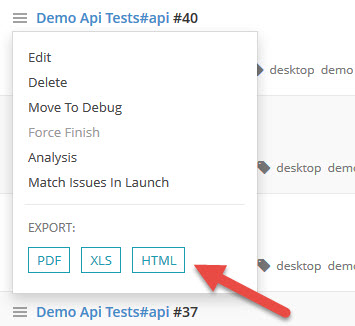 Demo Api Tests#api #40
Edit
Delete
desktop demo
Move To Debug
Force Finish
Analysis
desktop demo
Match Issues In Launch
EXPORT:
PDF XLS HTML
desktop demo
Demo Api Tests#api #37